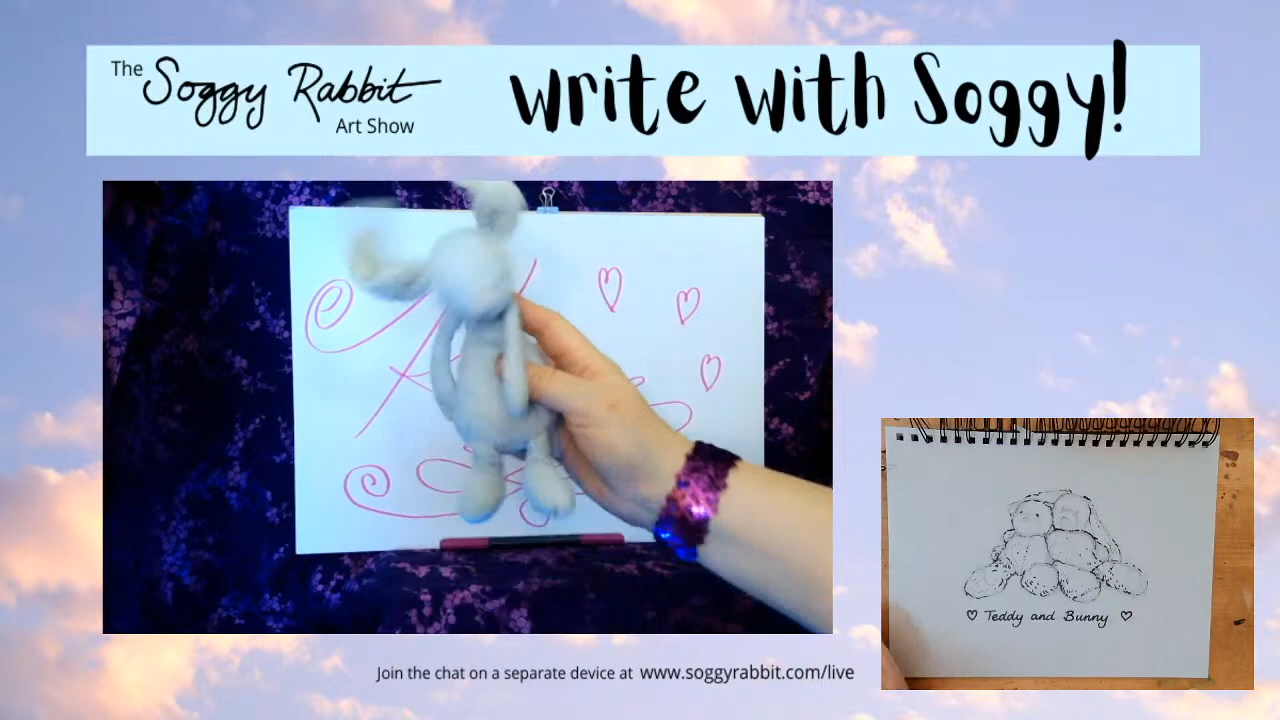 The Soggy Rabbit
Art Show
write with Soggy!
♡ Teddy and Bunny ♡
Join the chat on a separate device at www.soggyrabbit.com/live